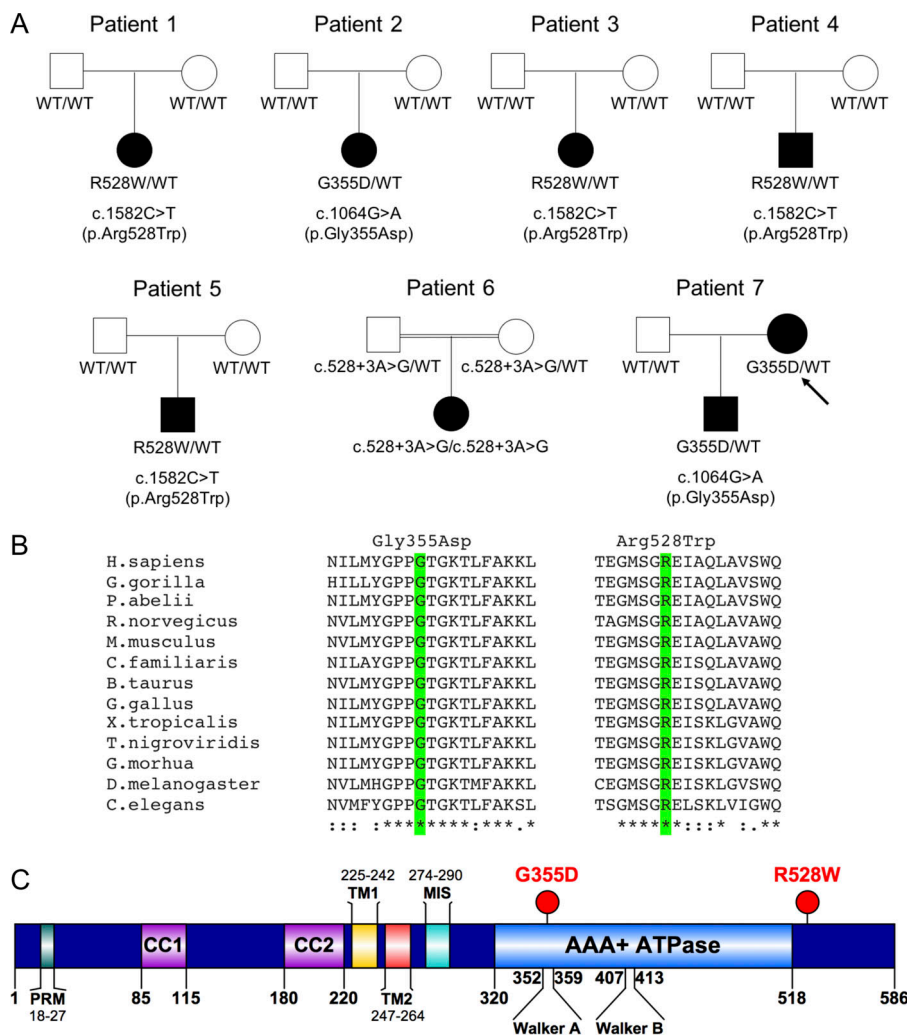 A
Patient 1
Patient 2
Patient 3
Patient 4
WT/WT WT/WT WT/WT WT/WT WT/WT WT/WT WT/WT WT/WT
R528W/WT G355D/WT R528W/WT R528W/WT
c.1582C>T c.1064G>A c.1582C>T c.1582C>T
(p.Arg528Trp) (p.Gly355Asp) (p.Arg528Trp) (p.Arg528Trp)
Patient 5
Patient 6
Patient 7
WT/WT WT/WT c.528+3A>G/WT c.528+3A>G/WT WT/WT G355D/WT
R528W/WT c.528+3A>G/c.528+3A>G G355D/WT
c.1582C>T c.1064G>A
(p.Arg528Trp) (p.Gly355Asp)
B
Gly355Asp Arg528Trp
H.sapiens NILMYGPPGTGKTLFAKKL TEGMSGREIAQLAVSWQ
G.gorilla HILLYGPPGTGKTLFAKKL TEGMSGREIAQLAVSWQ
P.abelii NILMYGPPGTGKTLFAKKL TEGMSGREIAQLAVSWQ
R.norvegicus NVLMYGPPGTGKTLFAKKL TAGMSGREIAQLAVSWQ
M.musculus NVLMYGPPGTGKTLFAKKL TEGMSGREIAQLAVSWQ
C.familiaris NILAYGPPGTGKTLFAKKL TEGMSGREISQLAVAWQ
B.taurus NVLMYGPPGTGKTLFAKKL TEGMSGREISQLAVAWQ
G.gallus NILMYGPPGTGKTLFAKKL TEGMSGREISQLAVAWQ
X.tropicalis NILMYGPPGTGKTLFAKKL TEGMSGREISKLGVAWQ
T.nigroviridis NILMYGPPGTGKTLFAKKL TEGMSGREISKLAVAWQ
G.morhua NILMYGPPGTGKTLFAKKL TEGMSGREISKLGVAWQ
D.melanogaster NVLMHGPPGTGKTMFAKKL CEGMSGREISKLGVSWQ
C.elegans NVMFYGPPGTGKTLFAKSL TSGMSGRELSKLVIGWQ
::: :********:***.* *****::*: :.**
C
225-242 274-290 G355D R528W
TM1 MIS
CC1 CC2 AAA+ ATPase
1 PRM 85 115 180 220 TM2 320 352 359 407 413 518 586
18-27 247-264 Walker A Walker B